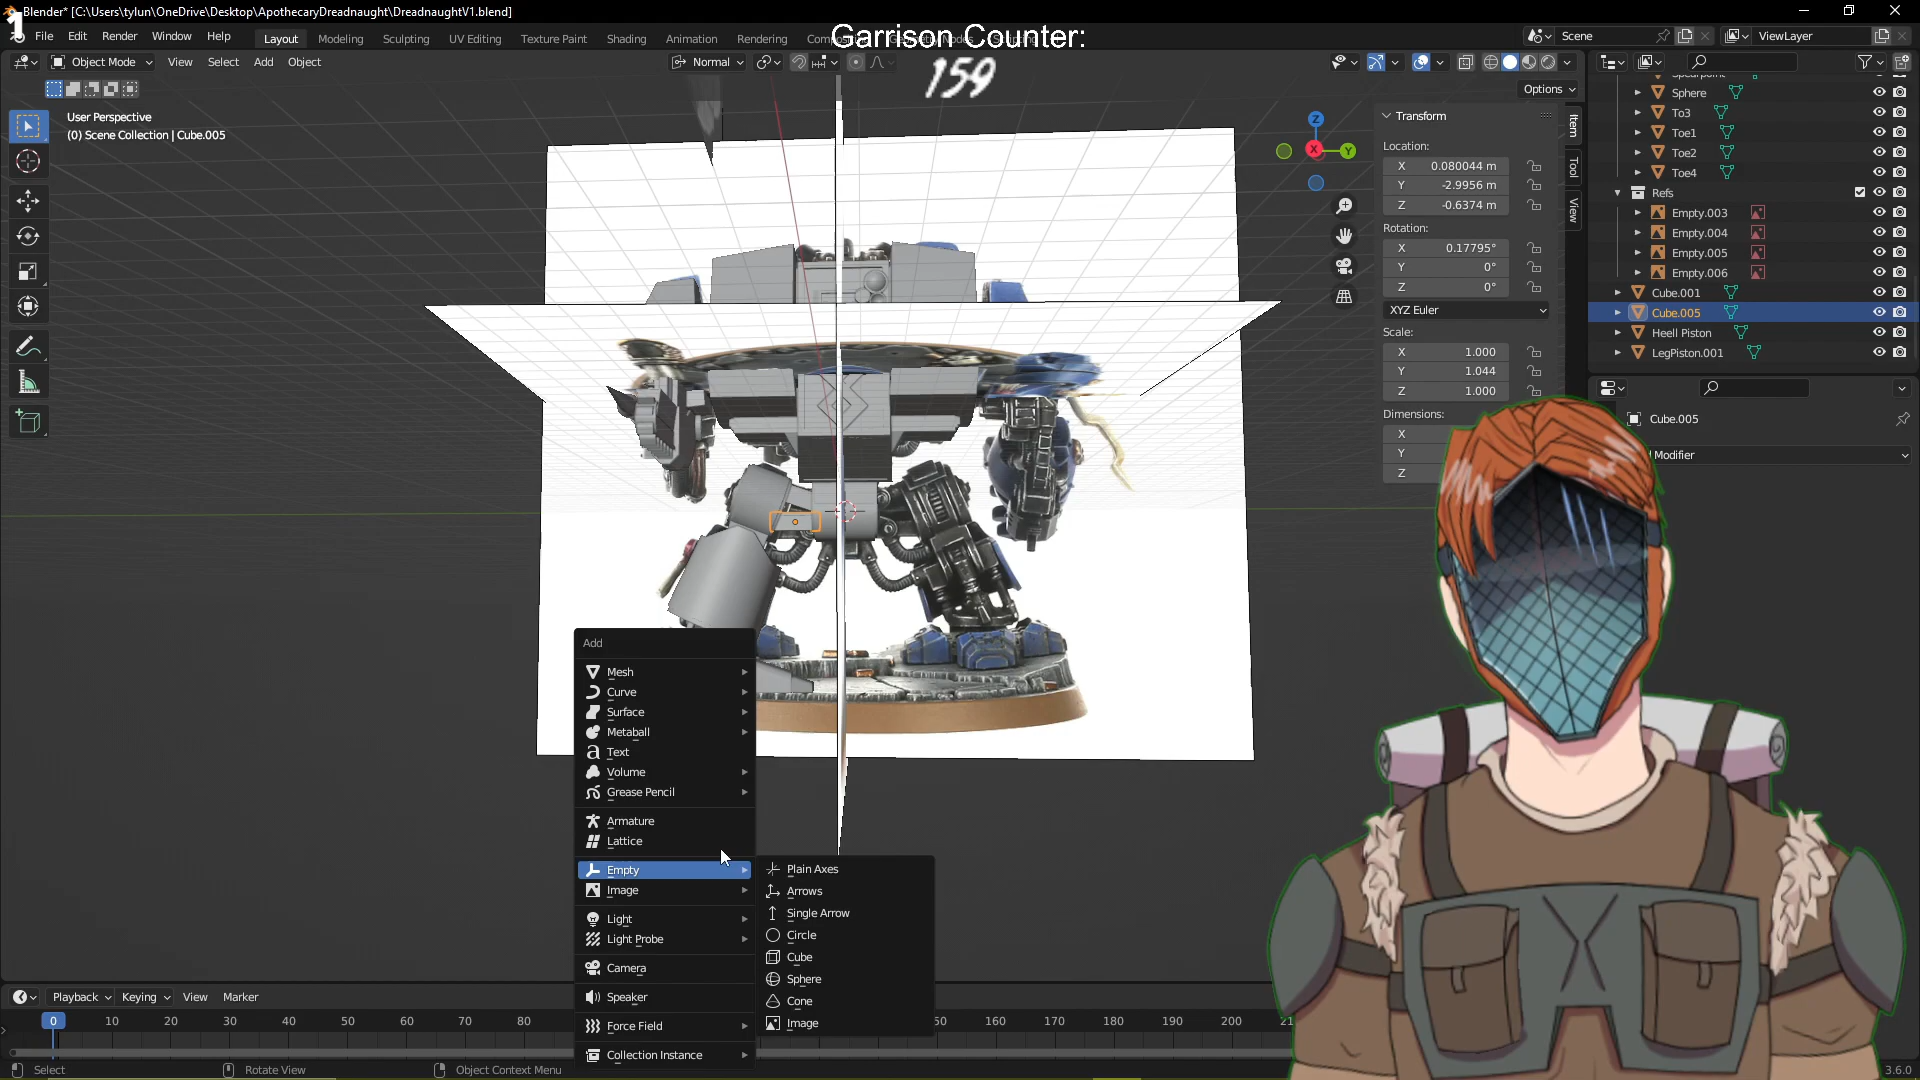 1
Blender* [C:\Users\tylun\OneDrive\Desktop\ApothecaryDreadnaught\DreadnaughtV1.blend]
File Edit Render Window Help
Layout Modeling Sculpting UV Editing Texture Paint Shading Animation Rendering
Garrison Counter:
159
Scene
ViewLayer
Object Mode View Select Add Object
Normal
Options
User Perspective
(0) Scene Collection | Cube.005
Transform
Location:
X 0.080044 m
Y -2.9956 m
Z -0.6374 m
Rotation:
X 0.17795°
Y 0°
Z 0°
XYZ Euler
Scale:
X 1.000
Y 1.044
Z 1.000
Dimensions:
X
Y
Z
Item
Tool
View
Z
X
Y
Sphere
To3
Toe1
Toe2
Toe4
Refs
Empty.003
Empty.004
Empty.005
Empty.006
Cube.001
Cube.005
Heell Piston
LegPiston.001
Cube.005
Modifier
Add
Mesh
Curve
Surface
Metaball
Text
Volume
Grease Pencil
Armature
Lattice
Empty
Image
Light
Light Probe
Camera
Speaker
Force Field
Collection Instance
Plain Axes
Arrows
Single Arrow
Circle
Cube
Sphere
Cone
Image
Playback Keying View Marker
0 10 20 30 40 50 60 70 80 50 160 170 180 190 200 21
Select Rotate View Object Context Menu
3.6.0